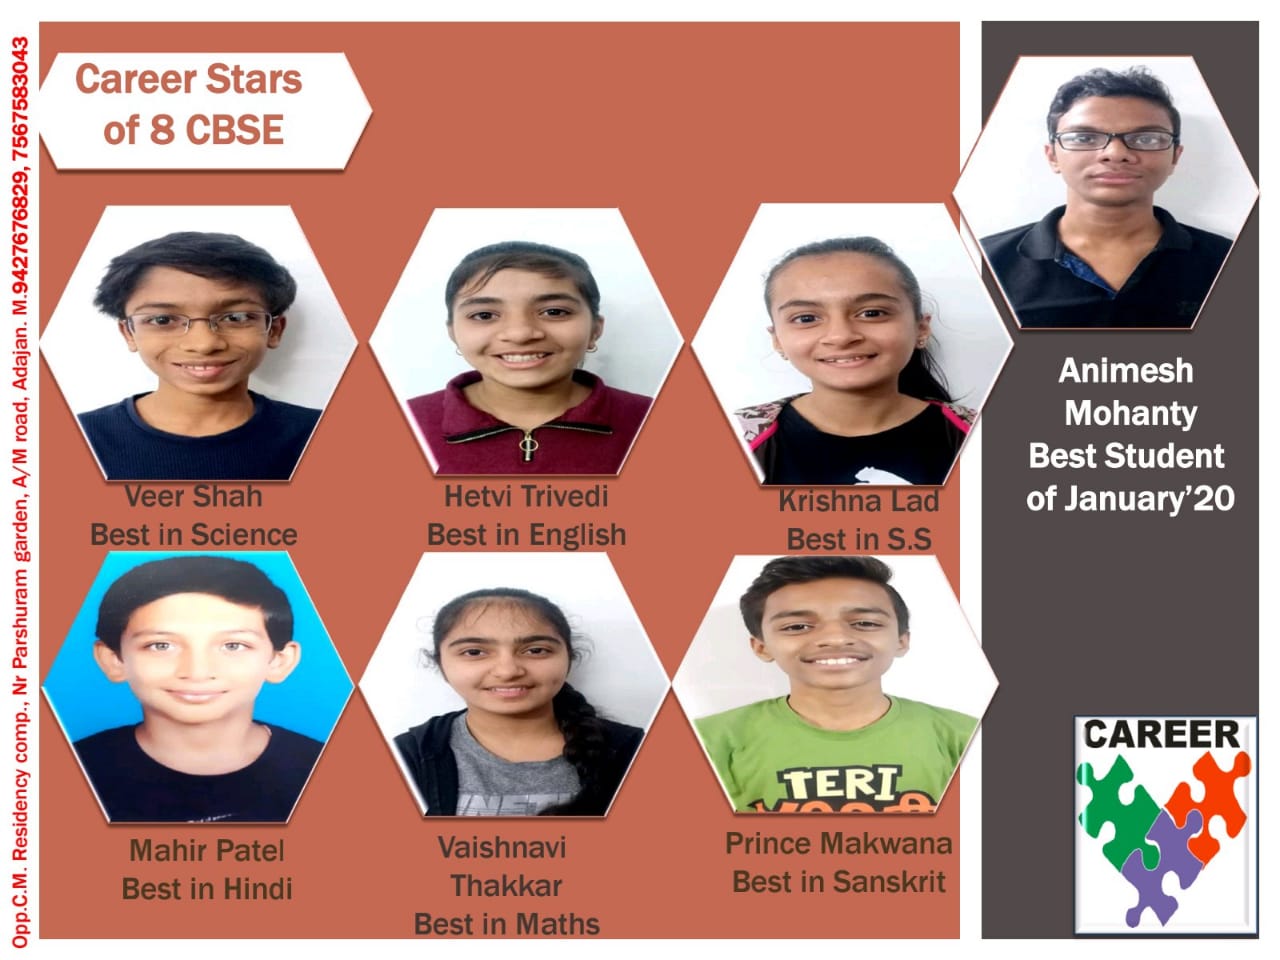 Opp.C.M. Residency comp., Nr Parshuram garden, A/M road, Adajan. M.9427676829, 7567583043
Career Stars
of 8 CBSE
Veer Shah
Best in Science
Hetvi Trivedi
Best in English
Krishna Lad
Best in S.S
Mahir Patel
Best in Hindi
Vaishnavi
Thakkar
Best in Maths
TERI
Prince Makwana
Best in Sanskrit
Animesh
Mohanty
Best Student
of January’20
CAREER